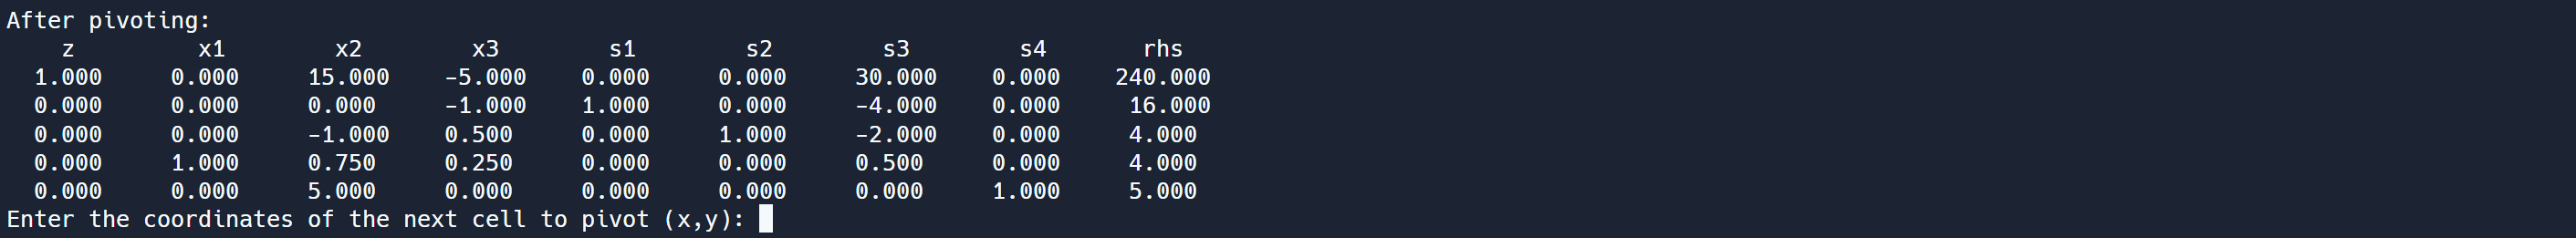 After pivoting:
z x1 x2 x3 s1 s2 s3 s4 rhs
1.000 0.000 15.000 -5.000 0.000 0.000 30.000 0.000 240.000
0.000 0.000 0.000 -1.000 1.000 0.000 -4.000 0.000 16.000
0.000 0.000 -1.000 0.500 0.000 1.000 -2.000 0.000 4.000
0.000 1.000 0.750 0.250 0.000 0.000 0.500 0.000 4.000
0.000 0.000 5.000 0.000 0.000 0.000 0.000 1.000 5.000
Enter the coordinates of the next cell to pivot (x,y):